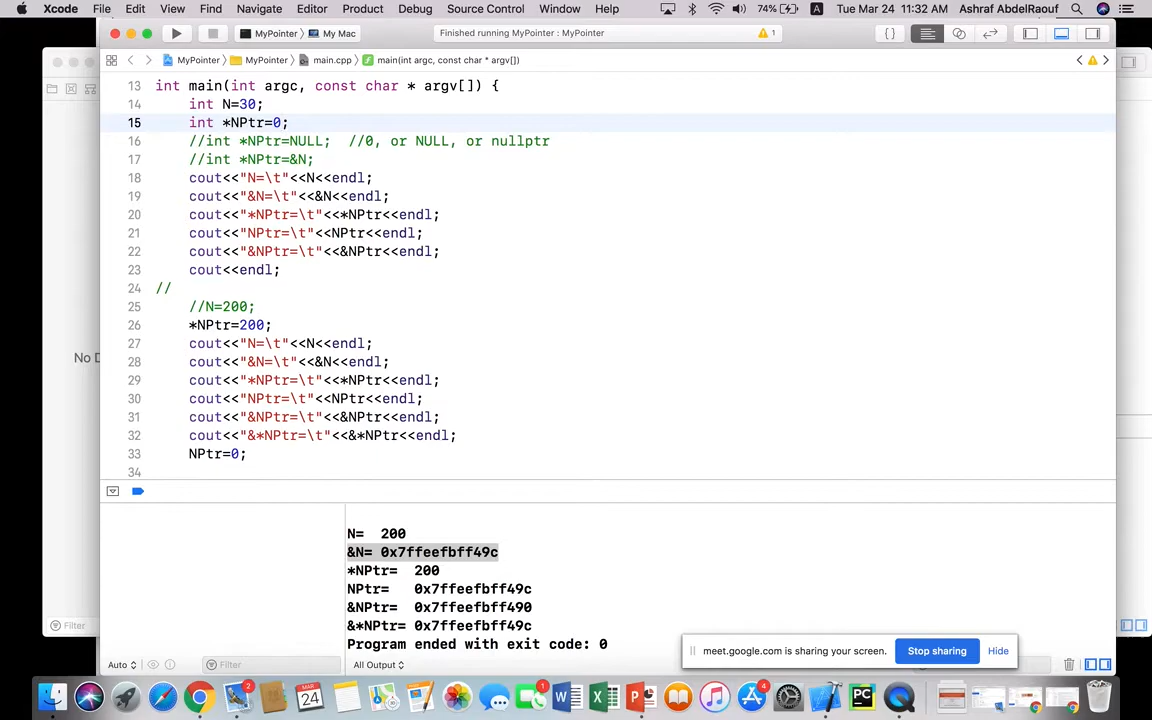 Xcode File Edit View Find Navigate Editor Product Debug Source Control Window Help 74% A Tue Mar 24 11:32 AM Ashraf AbdelRaouf
MyPointer My Mac Finished running MyPointer : MyPointer 1 { }
MyPointer MyPointer main.cpp f main(int argc, const char * argv[])
13 int main(int argc, const char * argv[]) {
14 int N=30;
15 int *NPtr=0;
16 //int *NPtr=NULL; //0, or NULL, or nullptr
17 //int *NPtr=&N;
18 cout<<"N=\t"<<N<<endl;
19 cout<<"&N=\t"<<&N<<endl;
20 cout<<"*NPtr=\t"<<*NPtr<<endl;
21 cout<<"NPtr=\t"<<NPtr<<endl;
22 cout<<"&NPtr=\t"<<&NPtr<<endl;
23 cout<<endl;
24 //
25 //N=200;
26 *NPtr=200;
27 cout<<"N=\t"<<N<<endl;
28 cout<<"&N=\t"<<&N<<endl;
29 cout<<"*NPtr=\t"<<*NPtr<<endl;
30 cout<<"NPtr=\t"<<NPtr<<endl;
31 cout<<"&NPtr=\t"<<&NPtr<<endl;
32 cout<<"&*NPtr=\t"<<&*NPtr<<endl;
33 NPtr=0;
34
No D
N= 200
&N= 0x7ffeefbff49c
*NPtr= 200
NPtr= 0x7ffeefbff49c
&NPtr= 0x7ffeefbff490
&*NPtr= 0x7ffeefbff49c
Program ended with exit code: 0
Filter
meet.google.com is sharing your screen. Stop sharing Hide
Auto Filter All Output
2 MAR 24 1 W X P 4 PC